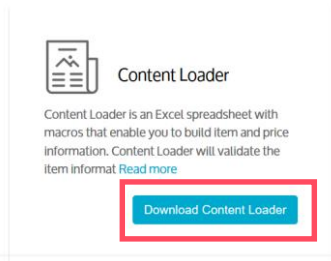 Content Loader
Content Loader is an Excel spreadsheet with
macros that enable you to build item and price
information. Content Loader will validate the
item informat Read more
Download Content Loader